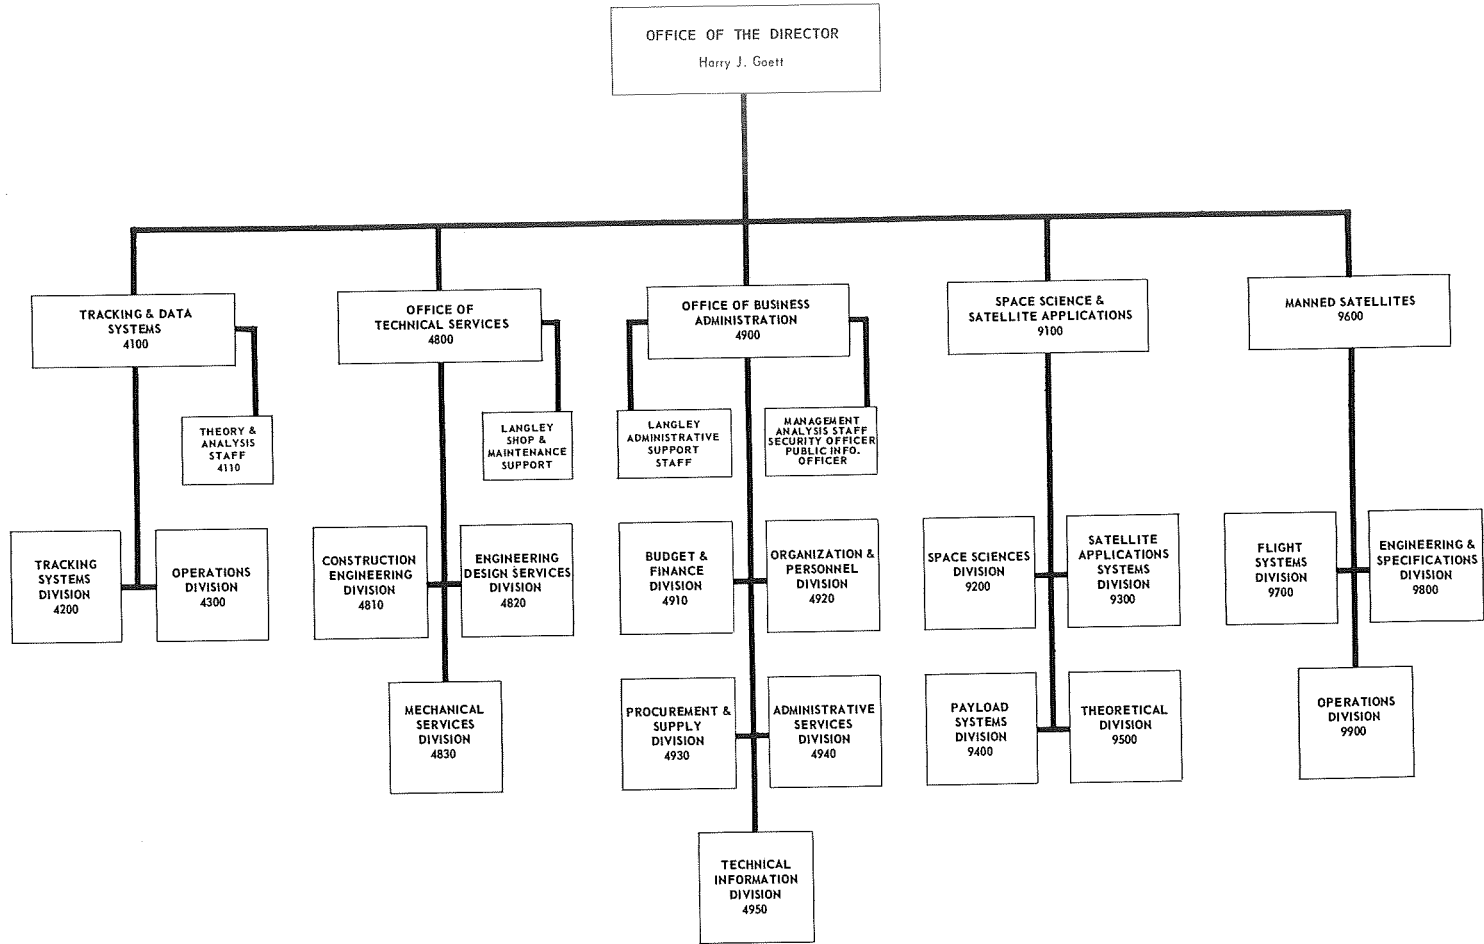 OFFICE OF THE DIRECTOR
Harry J. Goett
TRACKING & DATA
SYSTEMS
4100
OFFICE OF
TECHNICAL SERVICES
4800
OFFICE OF BUSINESS
ADMINISTRATION
4900
SPACE SCIENCE &
SATELLITE APPLICATIONS
9100
MANNED SATELLITES
9600
THEORY &
ANALYSIS
STAFF
4110
LANGLEY
SHOP &
MAINTENANCE
SUPPORT
LANGLEY
ADMINISTRATIVE
SUPPORT
STAFF
MANAGEMENT
ANALYSIS STAFF
SECURITY OFFICER
PUBLIC INFO.
OFFICER
TRACKING
SYSTEMS
DIVISION
4200
OPERATIONS
DIVISION
4300
CONSTRUCTION
ENGINEERING
DIVISION
4810
ENGINEERING
DESIGN SERVICES
DIVISION
4820
BUDGET &
FINANCE
DIVISION
4910
ORGANIZATION &
PERSONNEL
DIVISION
4920
SPACE SCIENCES
DIVISION
9200
SATELLITE
APPLICATIONS
SYSTEMS
DIVISION
9300
FLIGHT
SYSTEMS
DIVISION
9700
ENGINEERING &
SPECIFICATIONS
DIVISION
9800
MECHANICAL
SERVICES
DIVISION
4830
PROCUREMENT &
SUPPLY
DIVISION
4930
ADMINISTRATIVE
SERVICES
DIVISION
4940
PAYLOAD
SYSTEMS
DIVISION
9400
THEORETICAL
DIVISION
9500
OPERATIONS
DIVISION
9900
TECHNICAL
INFORMATION
DIVISION
4950